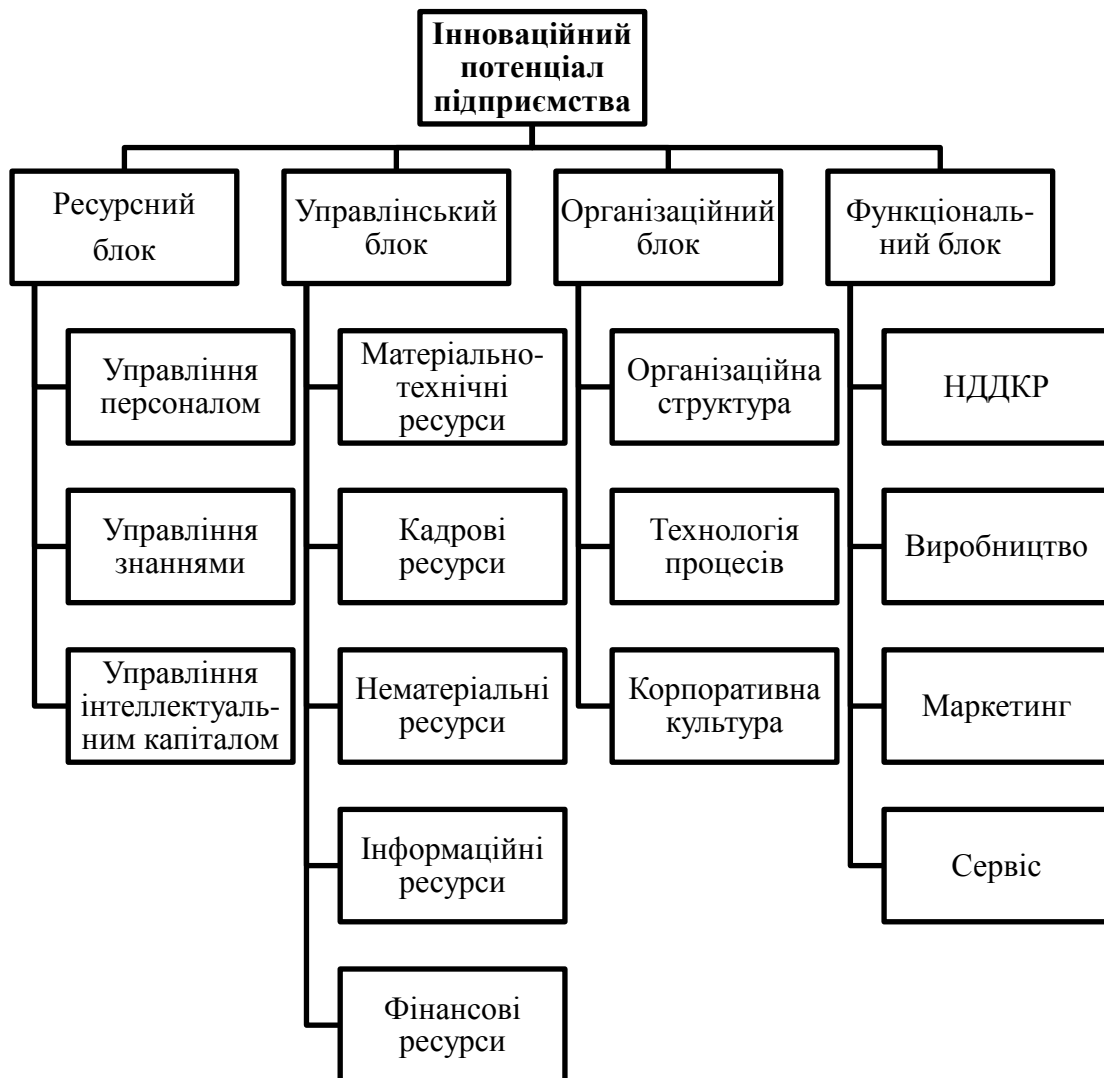 Інноваційний
потенціал
підприємства
Ресурсний
блок
Управлінський
блок
Організаційний
блок
Функціональ-
ний блок
Управління
персоналом
Управління
знаннями
Управління
інтеллектуаль-
ним капіталом
Матеріально-
технічні
ресурси
Кадрові
ресурси
Нематеріальні
ресурси
Інформаційні
ресурси
Фінансові
ресурси
Організаційна
структура
Технологія
процесів
Корпоративна
культура
НДДКР
Виробництво
Маркетинг
Сервіс